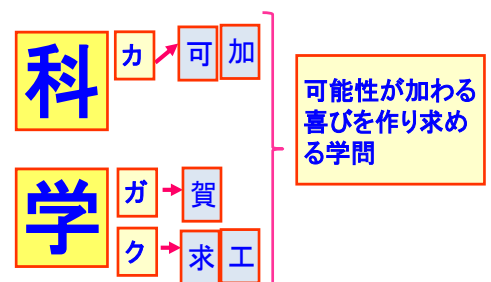 科 カ 可 加
可能性が加わる
喜びを作り求め
る学問
学 ガ 賀
ク 求 工